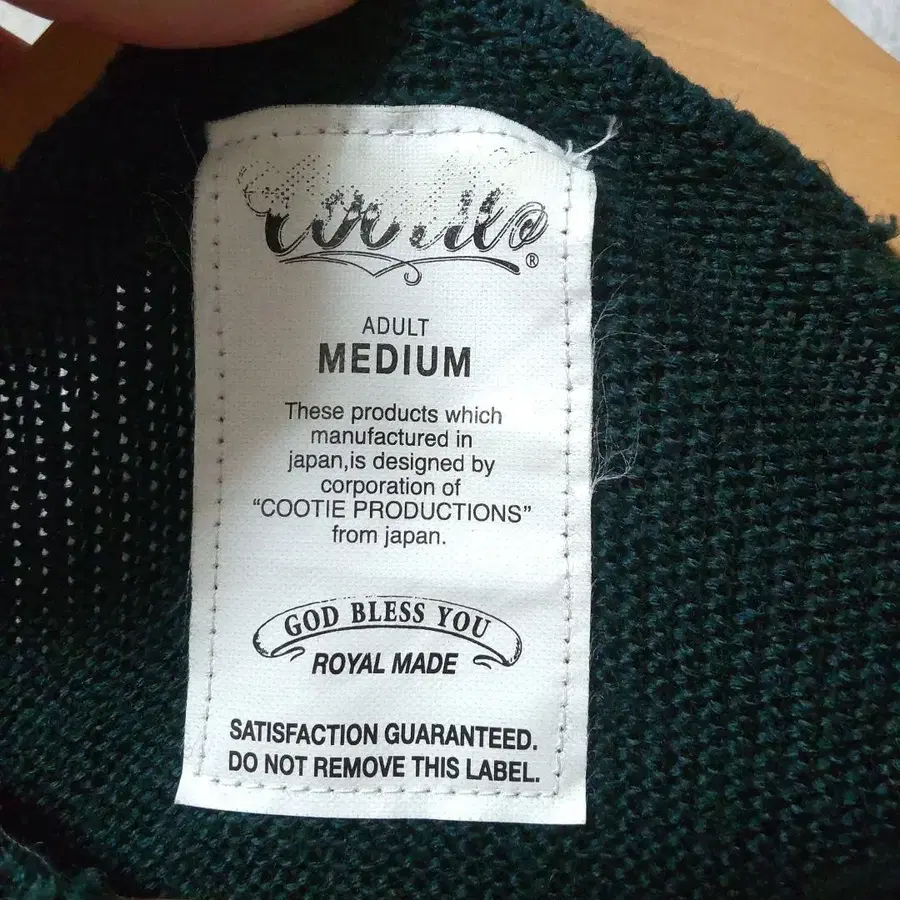 Cootie
®
ADULT
MEDIUM
These products which
manufactured in
japan,is designed by
corporation of
“COOTIE PRODUCTIONS”
from japan.
GOD BLESS YOU
ROYAL MADE
SATISFACTION GUARANTEED.
DO NOT REMOVE THIS LABEL.